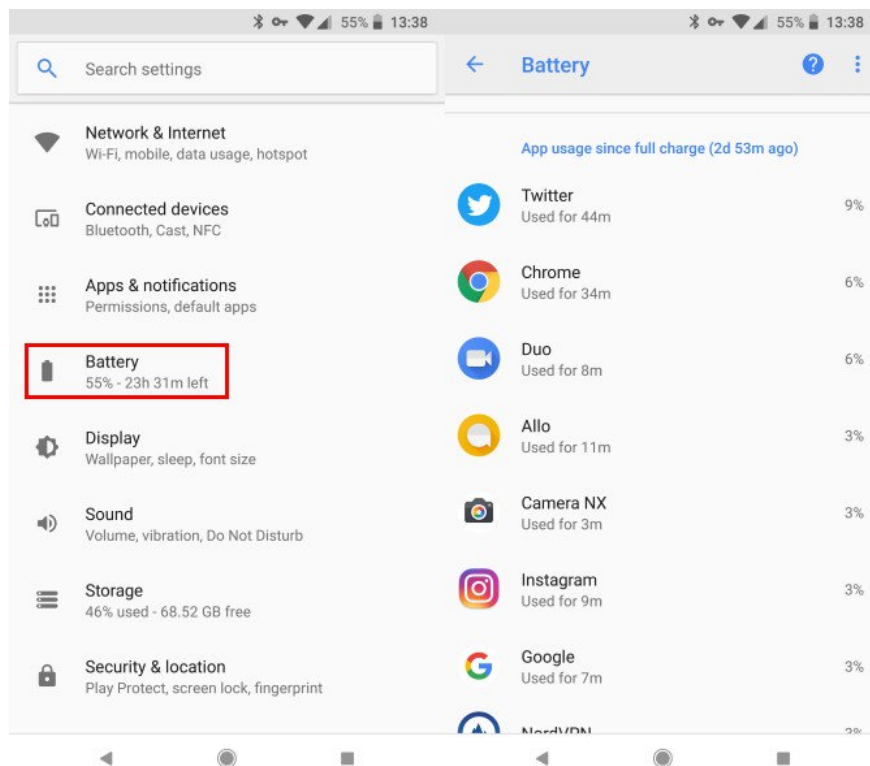 55% 13:38
Search settings
Network & Internet
Wi-Fi, mobile, data usage, hotspot
Connected devices
Bluetooth, Cast, NFC
Apps & notifications
Permissions, default apps
Battery
55% - 23h 31m left
Display
Wallpaper, sleep, font size
Sound
Volume, vibration, Do Not Disturb
Storage
46% used - 68.52 GB free
Security & location
Play Protect, screen lock, fingerprint
55% 13:38
Battery
App usage since full charge (2d 53m ago)
Twitter
9%
Used for 44m
Chrome
6%
Used for 34m
Duo
6%
Used for 8m
Allo
3%
Used for 11m
Camera NX
3%
Used for 3m
Instagram
3%
Used for 9m
Google
3%
Used for 7m
NordVPN